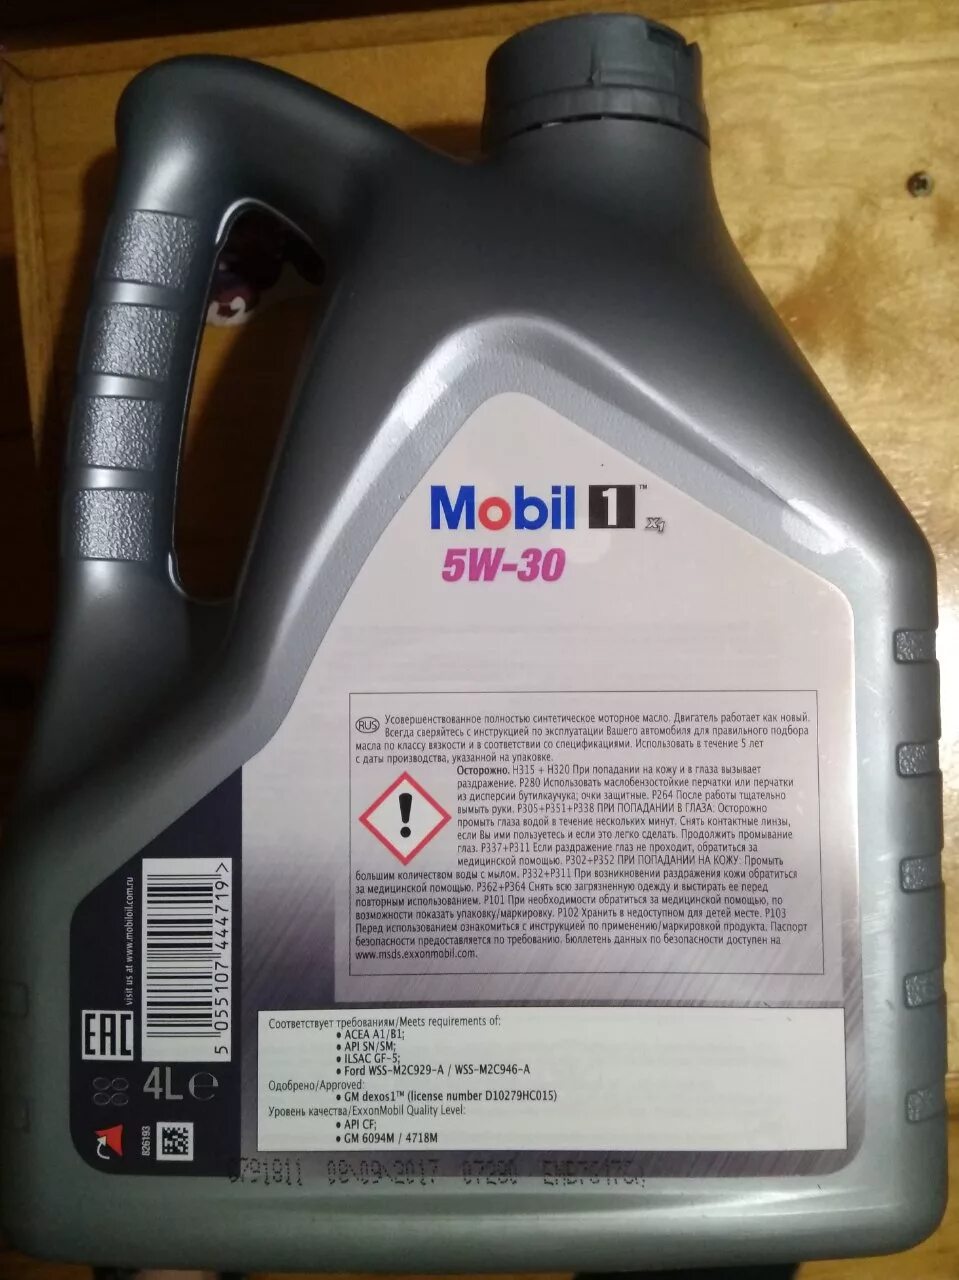 Mobil 1™ x1
5W-30
RUS Усовершенствованное полностью синтетическое моторное масло. Двигатель работает как новый.
Всегда сверяйтесь с инструкцией по эксплуатации Вашего автомобиля для правильного подбора
масла по классу вязкости и в соответствии со спецификациями. Использовать в течение 5 лет
с даты производства, указанной на упаковке.
Осторожно. H315 + H320 При попадании на кожу и в глаза вызывает
раздражение. P280 Использовать маслобензостойкие перчатки или перчатки
из дисперсии бутилкаучука; очки защитные. P264 После работы тщательно
вымыть руки. P305+P351+P338 ПРИ ПОПАДАНИИ В ГЛАЗА: Осторожно
промыть глаза водой в течение нескольких минут. Снять контактные линзы,
если Вы ими пользуетесь и если это легко сделать. Продолжить промывание
глаз. P337+P311 Если раздражение глаз не проходит, обратиться за
медицинской помощью. P302+P352 ПРИ ПОПАДАНИИ НА КОЖУ: Промыть
большим количеством воды с мылом. P332+P311 При возникновении раздражения кожи обратиться
за медицинской помощью. P362+P364 Снять всю загрязненную одежду и выстирать ее перед
повторным использованием. P101 При необходимости обратиться за медицинской помощью, по
возможности показать упаковку/маркировку. P102 Хранить в недоступном для детей месте. P103
Перед использованием ознакомиться с инструкцией по применению/маркировкой продукта. Паспорт
безопасности предоставляется по требованию. Бюллетень данных по безопасности доступен на
www.msds.exxonmobil.com.
visit us at www.mobiloil.com.ru
5 055107 444719 >
EAC
4L e
826193
Соответствует требованиям/Meets requirements of:
• ACEA A1/B1;
• API SN/SM;
• ILSAC GF-5;
• Ford WSS-M2C929-A / WSS-M2C946-A
Одобрено/Approved:
• GM dexos1™ (license number D10279HC015)
Уровень качества/ExxonMobil Quality Level:
• API CF;
• GM 6094M / 4718M
08\09\2017 07280